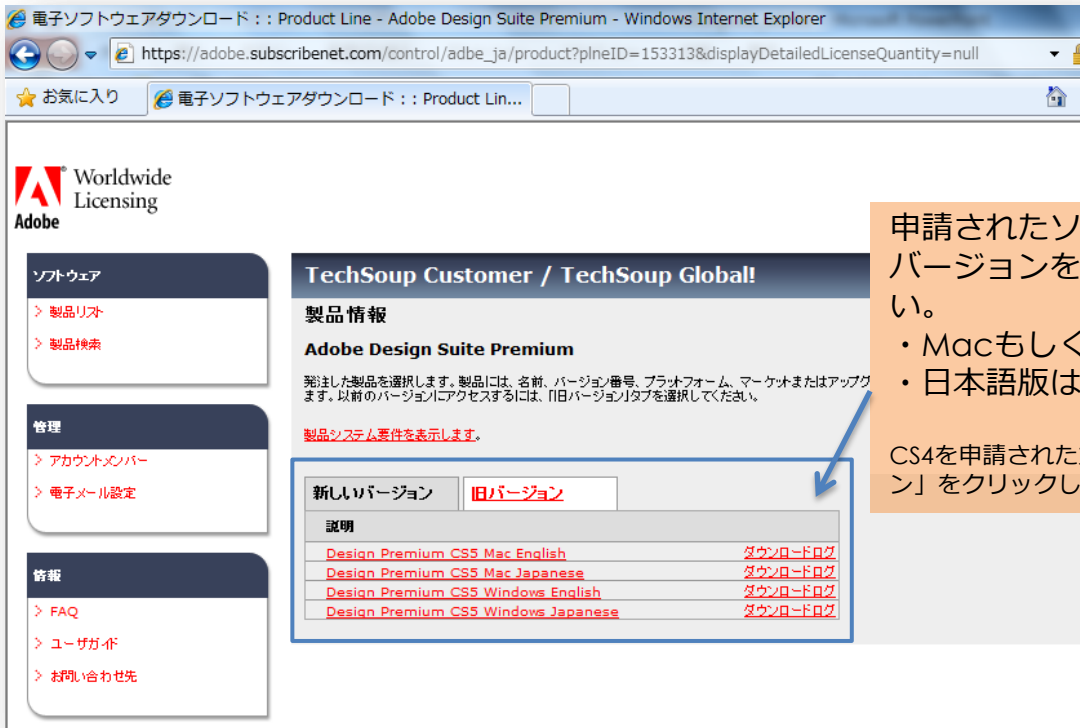 電子ソフトウェアダウンロード : : Product Line - Adobe Design Suite Premium - Windows Internet Explorer
https://adobe.subscribenet.com/control/adbe_ja/product?plneID=153313&displayDetailedLicenseQuantity=null
お気に入り
電子ソフトウェアダウンロード : : Product Lin...
Worldwide
Licensing
Adobe
ソフトウェア
> 製品リスト
> 製品検索
管理
> アカウントメンバー
> 電子メール設定
情報
> FAQ
> ユーザガイド
> お問い合わせ先
TechSoup Customer / TechSoup Global!
製品情報
Adobe Design Suite Premium
発注した製品を選択します。製品には、名前、バージョン番号、プラットフォーム、マーケットまたはアップグ
ます。以前のバージョンにアクセスするには、「旧バージョン」タブを選択してください。
製品システム要件を表示します。
新しいバージョン
旧バージョン
説明
Design Premium CS5 Mac English ダウンロードログ
Design Premium CS5 Mac Japanese ダウンロードログ
Design Premium CS5 Windows English ダウンロードログ
Design Premium CS5 Windows Japanese ダウンロードログ
申請されたソ
バージョンを
い。
・Macもしく
・日本語版は
CS4を申請された
ン」をクリックし